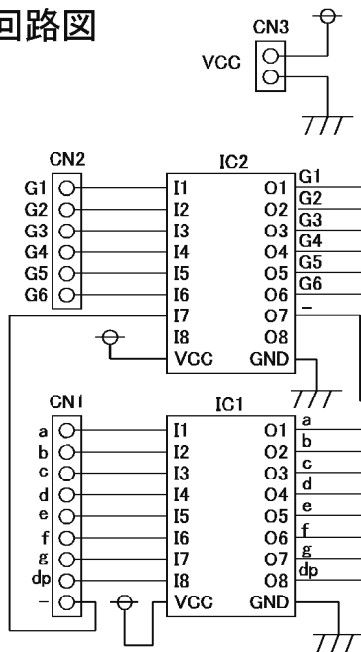 回路図
CN3
VCC
CN2
IC2
G1 I1 O1 G1
G2 I2 O2 G2
G3 I3 O3 G3
G4 I4 O4 G4
G5 I5 O5 G5
G6 I6 O6 G6
I7 O7 -
I8 O8
VCC GND
CN1
IC1
a I1 O1 a
b I2 O2 b
c I3 O3 c
d I4 O4 d
e I5 O5 e
f I6 O6 f
g I7 O7 g
dp I8 O8 dp
- VCC GND